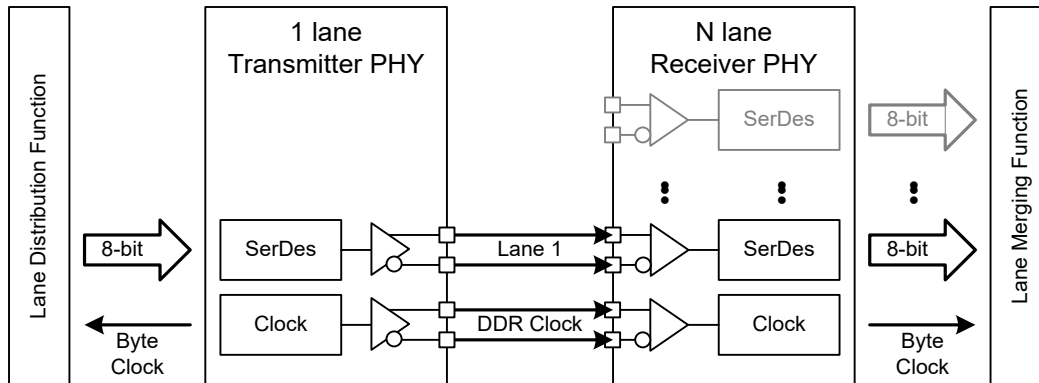 Lane Distribution Function
1 lane
Transmitter PHY
N lane
Receiver PHY
SerDes
8-bit
8-bit
SerDes
Lane 1
SerDes
8-bit
Clock
DDR Clock
Clock
Byte
Clock
Byte
Clock
Lane Merging Function